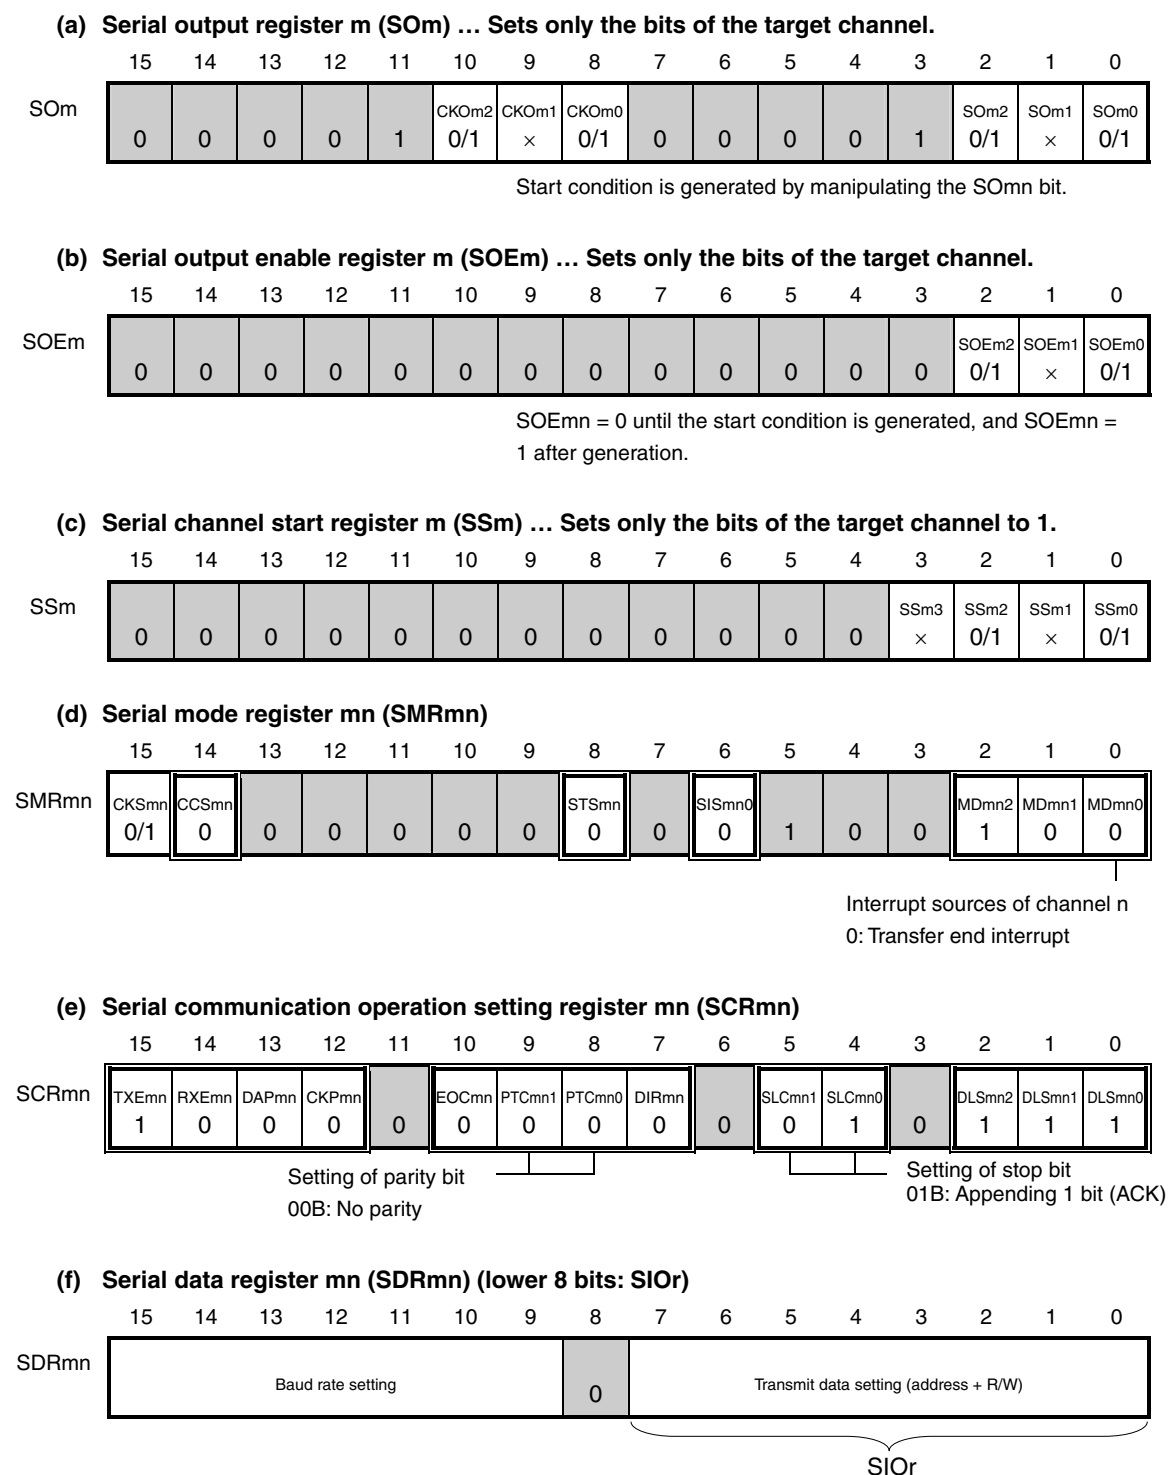 (a) Serial output register m (SOm) … Sets only the bits of the target channel.
15 14 13 12 11 10 9 8 7 6 5 4 3 2 1 0
SOm
CKOm2 CKOm1 CKOm0 SOm2 SOm1 SOm0
0 0 0 0 1 0/1 × 0/1 0 0 0 0 1 0/1 × 0/1
Start condition is generated by manipulating the SOmn bit.
(b) Serial output enable register m (SOEm) … Sets only the bits of the target channel.
15 14 13 12 11 10 9 8 7 6 5 4 3 2 1 0
SOEm
SOEm2 SOEm1 SOEm0
0 0 0 0 0 0 0 0 0 0 0 0 0 0/1 × 0/1
SOEmn = 0 until the start condition is generated, and SOEmn =
1 after generation.
(c) Serial channel start register m (SSm) … Sets only the bits of the target channel to 1.
15 14 13 12 11 10 9 8 7 6 5 4 3 2 1 0
SSm
SSm3 SSm2 SSm1 SSm0
0 0 0 0 0 0 0 0 0 0 0 0 × 0/1 × 0/1
(d) Serial mode register mn (SMRmn)
15 14 13 12 11 10 9 8 7 6 5 4 3 2 1 0
SMRmn
CKSmn CCSmn STSmn SISmn0 MDmn2 MDmn1 MDmn0
0/1 0 0 0 0 0 0 0 0 0 1 0 0 1 0 0
Interrupt sources of channel n
0: Transfer end interrupt
(e) Serial communication operation setting register mn (SCRmn)
15 14 13 12 11 10 9 8 7 6 5 4 3 2 1 0
SCRmn
TXEmn RXEmn DAPmn CKPmn EOCmn PTCmn1 PTCmn0 DIRmn SLCmn1 SLCmn0 DLSmn2 DLSmn1 DLSmn0
1 0 0 0 0 0 0 0 0 0 0 1 0 1 1 1
Setting of parity bit
00B: No parity
Setting of stop bit
01B: Appending 1 bit (ACK)
(f) Serial data register mn (SDRmn) (lower 8 bits: SIOr)
15 14 13 12 11 10 9 8 7 6 5 4 3 2 1 0
SDRmn
Baud rate setting 0 Transmit data setting (address + R/W)
SIOr